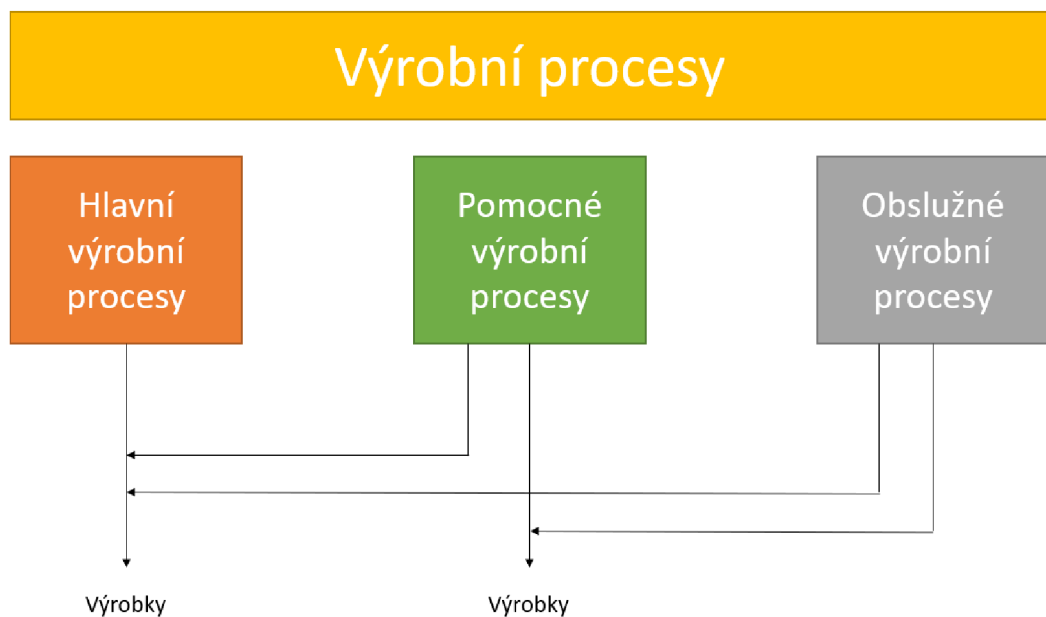 Výrobní procesy
Hlavní
výrobní
procesy
Pomocné
výrobní
procesy
Obslužné
výrobní
procesy
Výrobky
Výrobky